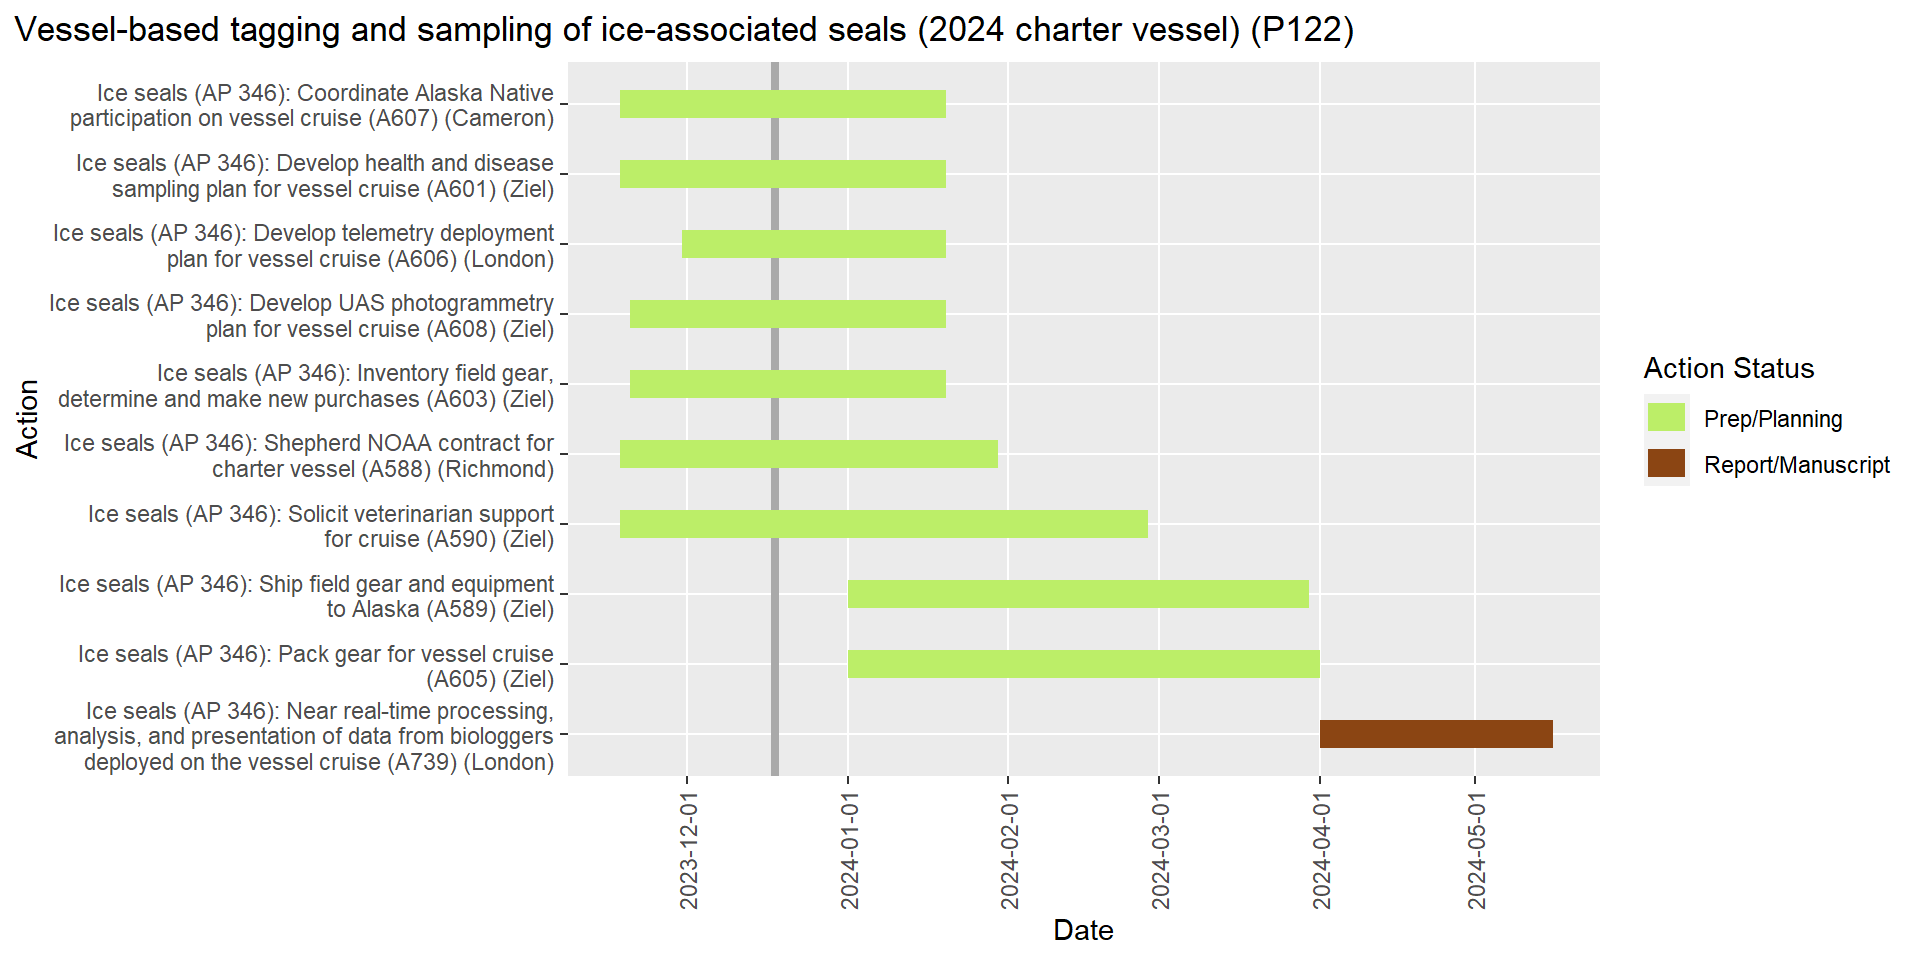 Vessel-based tagging and sampling of ice-associated seals (2024 charter vessel) (P122)
Ice seals (AP 346): Coordinate Alaska Native
participation on vessel cruise (A607) (Cameron)
Ice seals (AP 346): Develop health and disease
sampling plan for vessel cruise (A601) (Ziel)
Ice seals (AP 346): Develop telemetry deployment
plan for vessel cruise (A606) (London)
Ice seals (AP 346): Develop UAS photogrammetry
plan for vessel cruise (A608) (Ziel)
Ice seals (AP 346): Inventory field gear,
determine and make new purchases (A603) (Ziel)
Ice seals (AP 346): Shepherd NOAA contract for
charter vessel (A588) (Richmond)
Ice seals (AP 346): Solicit veterinarian support
for cruise (A590) (Ziel)
Ice seals (AP 346): Ship field gear and equipment
to Alaska (A589) (Ziel)
Ice seals (AP 346): Pack gear for vessel cruise
(A605) (Ziel)
Ice seals (AP 346): Near real-time processing,
analysis, and presentation of data from biologgers
deployed on the vessel cruise (A739) (London)
Action
2023-12-01
2024-01-01
2024-02-01
2024-03-01
2024-04-01
2024-05-01
Date
Action Status
Prep/Planning
Report/Manuscript